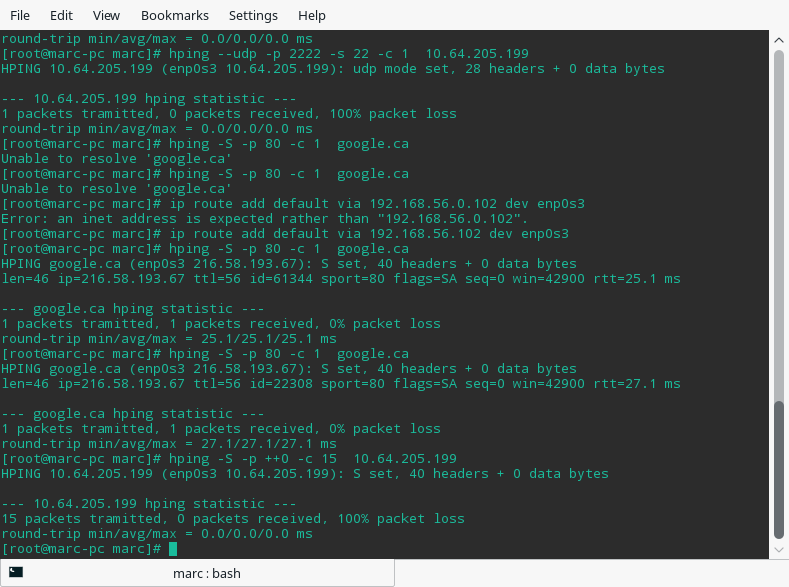 File Edit View Bookmarks Settings Help
round-trip min/avg/max = 0.0/0.0/0.0 ms
[root@marc-pc marc]# hping --udp -p 2222 -s 22 -c 1  10.64.205.199
HPING 10.64.205.199 (enp0s3 10.64.205.199): udp mode set, 28 headers + 0 data bytes

--- 10.64.205.199 hping statistic ---
1 packets tramitted, 0 packets received, 100% packet loss
round-trip min/avg/max = 0.0/0.0/0.0 ms
[root@marc-pc marc]# hping -S -p 80 -c 1  google.ca
Unable to resolve 'google.ca'
[root@marc-pc marc]# hping -S -p 80 -c 1  google.ca
Unable to resolve 'google.ca'
[root@marc-pc marc]# ip route add default via 192.168.56.0.102 dev enp0s3
Error: an inet address is expected rather than "192.168.56.0.102".
[root@marc-pc marc]# ip route add default via 192.168.56.102 dev enp0s3
[root@marc-pc marc]# hping -S -p 80 -c 1  google.ca
HPING google.ca (enp0s3 216.58.193.67): S set, 40 headers + 0 data bytes
len=46 ip=216.58.193.67 ttl=56 id=61344 sport=80 flags=SA seq=0 win=42900 rtt=25.1 ms

--- google.ca hping statistic ---
1 packets tramitted, 1 packets received, 0% packet loss
round-trip min/avg/max = 25.1/25.1/25.1 ms
[root@marc-pc marc]# hping -S -p 80 -c 1  google.ca
HPING google.ca (enp0s3 216.58.193.67): S set, 40 headers + 0 data bytes
len=46 ip=216.58.193.67 ttl=56 id=22308 sport=80 flags=SA seq=0 win=42900 rtt=27.1 ms

--- google.ca hping statistic ---
1 packets tramitted, 1 packets received, 0% packet loss
round-trip min/avg/max = 27.1/27.1/27.1 ms
[root@marc-pc marc]# hping -S -p ++0 -c 15  10.64.205.199
HPING 10.64.205.199 (enp0s3 10.64.205.199): S set, 40 headers + 0 data bytes

--- 10.64.205.199 hping statistic ---
15 packets tramitted, 0 packets received, 100% packet loss
round-trip min/avg/max = 0.0/0.0/0.0 ms
[root@marc-pc marc]#
marc : bash